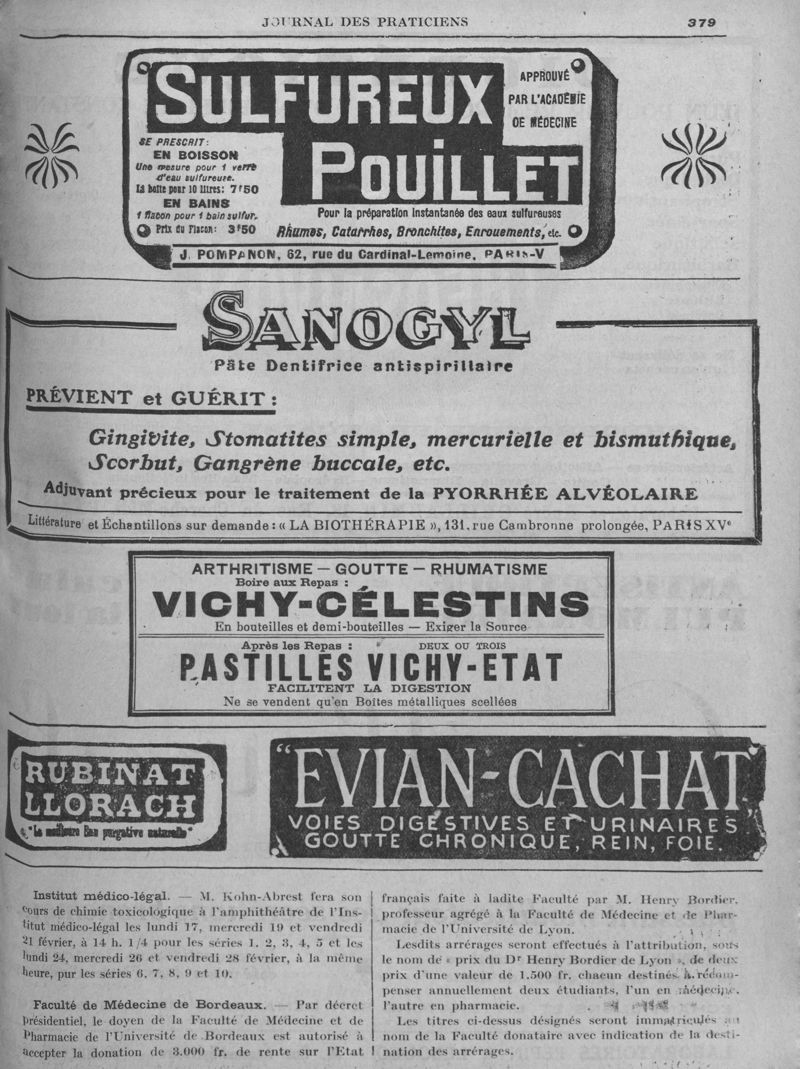 JOURNAL DES PRATICIENS 379
SULFUREUX
POUILLET
APPROUVÉ
PAR L'ACADÉMIE
DE MÉDECINE
SE PRESCRIT:
EN BOISSON
Une mesure pour 1 verre
d'eau sulfureuse.
La boîte pour 10 litres: 7f50
EN BAINS
1 flacon pour 1 bain sulfur.
Prix du Flacon: 3f50
Pour la préparation instantanée des eaux sulfureuses
Rhumes, Catarrhes, Bronchites, Enrouements, etc.
J. POMPANON, 62, rue du Cardinal-Lemoine, PARIS-V
SANOGYL
Pâte Dentifrice antispirillaire
PRÉVIENT et GUÉRIT :
Gingivite, Stomatites simple, mercurielle et bismuthique,
Scorbut, Gangrène buccale, etc.
Adjuvant précieux pour le traitement de la PYORRHÉE ALVÉOLAIRE
Littérature et Échantillons sur demande : « LA BIOTHÉRAPIE », 131, rue Cambronne prolongée, PARIS XVe
ARTHRITISME — GOUTTE — RHUMATISME
Boire aux Repas :
VICHY-CÉLESTINS
En bouteilles et demi-bouteilles — Exiger la Source
Après les Repas : DEUX OU TROIS
PASTILLES VICHY-ETAT
FACILITENT LA DIGESTION
Ne se vendent qu'en Boîtes métalliques scellées
RUBINAT
LLORACH
"La meilleure Eau purgative naturelle"
"EVIAN-CACHAT"
VOIES DIGESTIVES ET URINAIRES
GOUTTE CHRONIQUE, REIN, FOIE.
Institut médico-légal. — M. Kohn-Abrest fera son
cours de chimie toxicologique à l'amphithéâtre de l'Ins-
titut médico-légal les lundi 17, mercredi 19 et vendredi
21 février, à 14 h. 1/4 pour les séries 1, 2, 3, 4, 5 et les
lundi 24, mercredi 26 et vendredi 28 février, à la même
heure, pur les séries 6, 7, 8, 9 et 10.
Faculté de Médecine de Bordeaux. — Par décret
présidentiel, le doyen de la Faculté de Médecine et de
Pharmacie de l'Université de Bordeaux est autorisé à
accepter la donation de 3.000 fr. de rente sur l'Etat
français faite à ladite Faculté par M. Henry Bordier,
professeur agrégé à la Faculté de Médecine et de Phar-
macie de l'Université de Lyon.
Lesdits arrérages seront effectués à l'attribution, sous
le nom de « prix du Dr Henry Bordier de Lyon », de deux
prix d'une valeur de 1.500 fr. chacun destinés à récom-
penser annuellement deux étudiants, l'un en médecine,
l'autre en pharmacie.
Les titres ci-dessus désignés seront immatriculés au
nom de la Faculté donataire avec indication de la desti-
nation des arrérages.